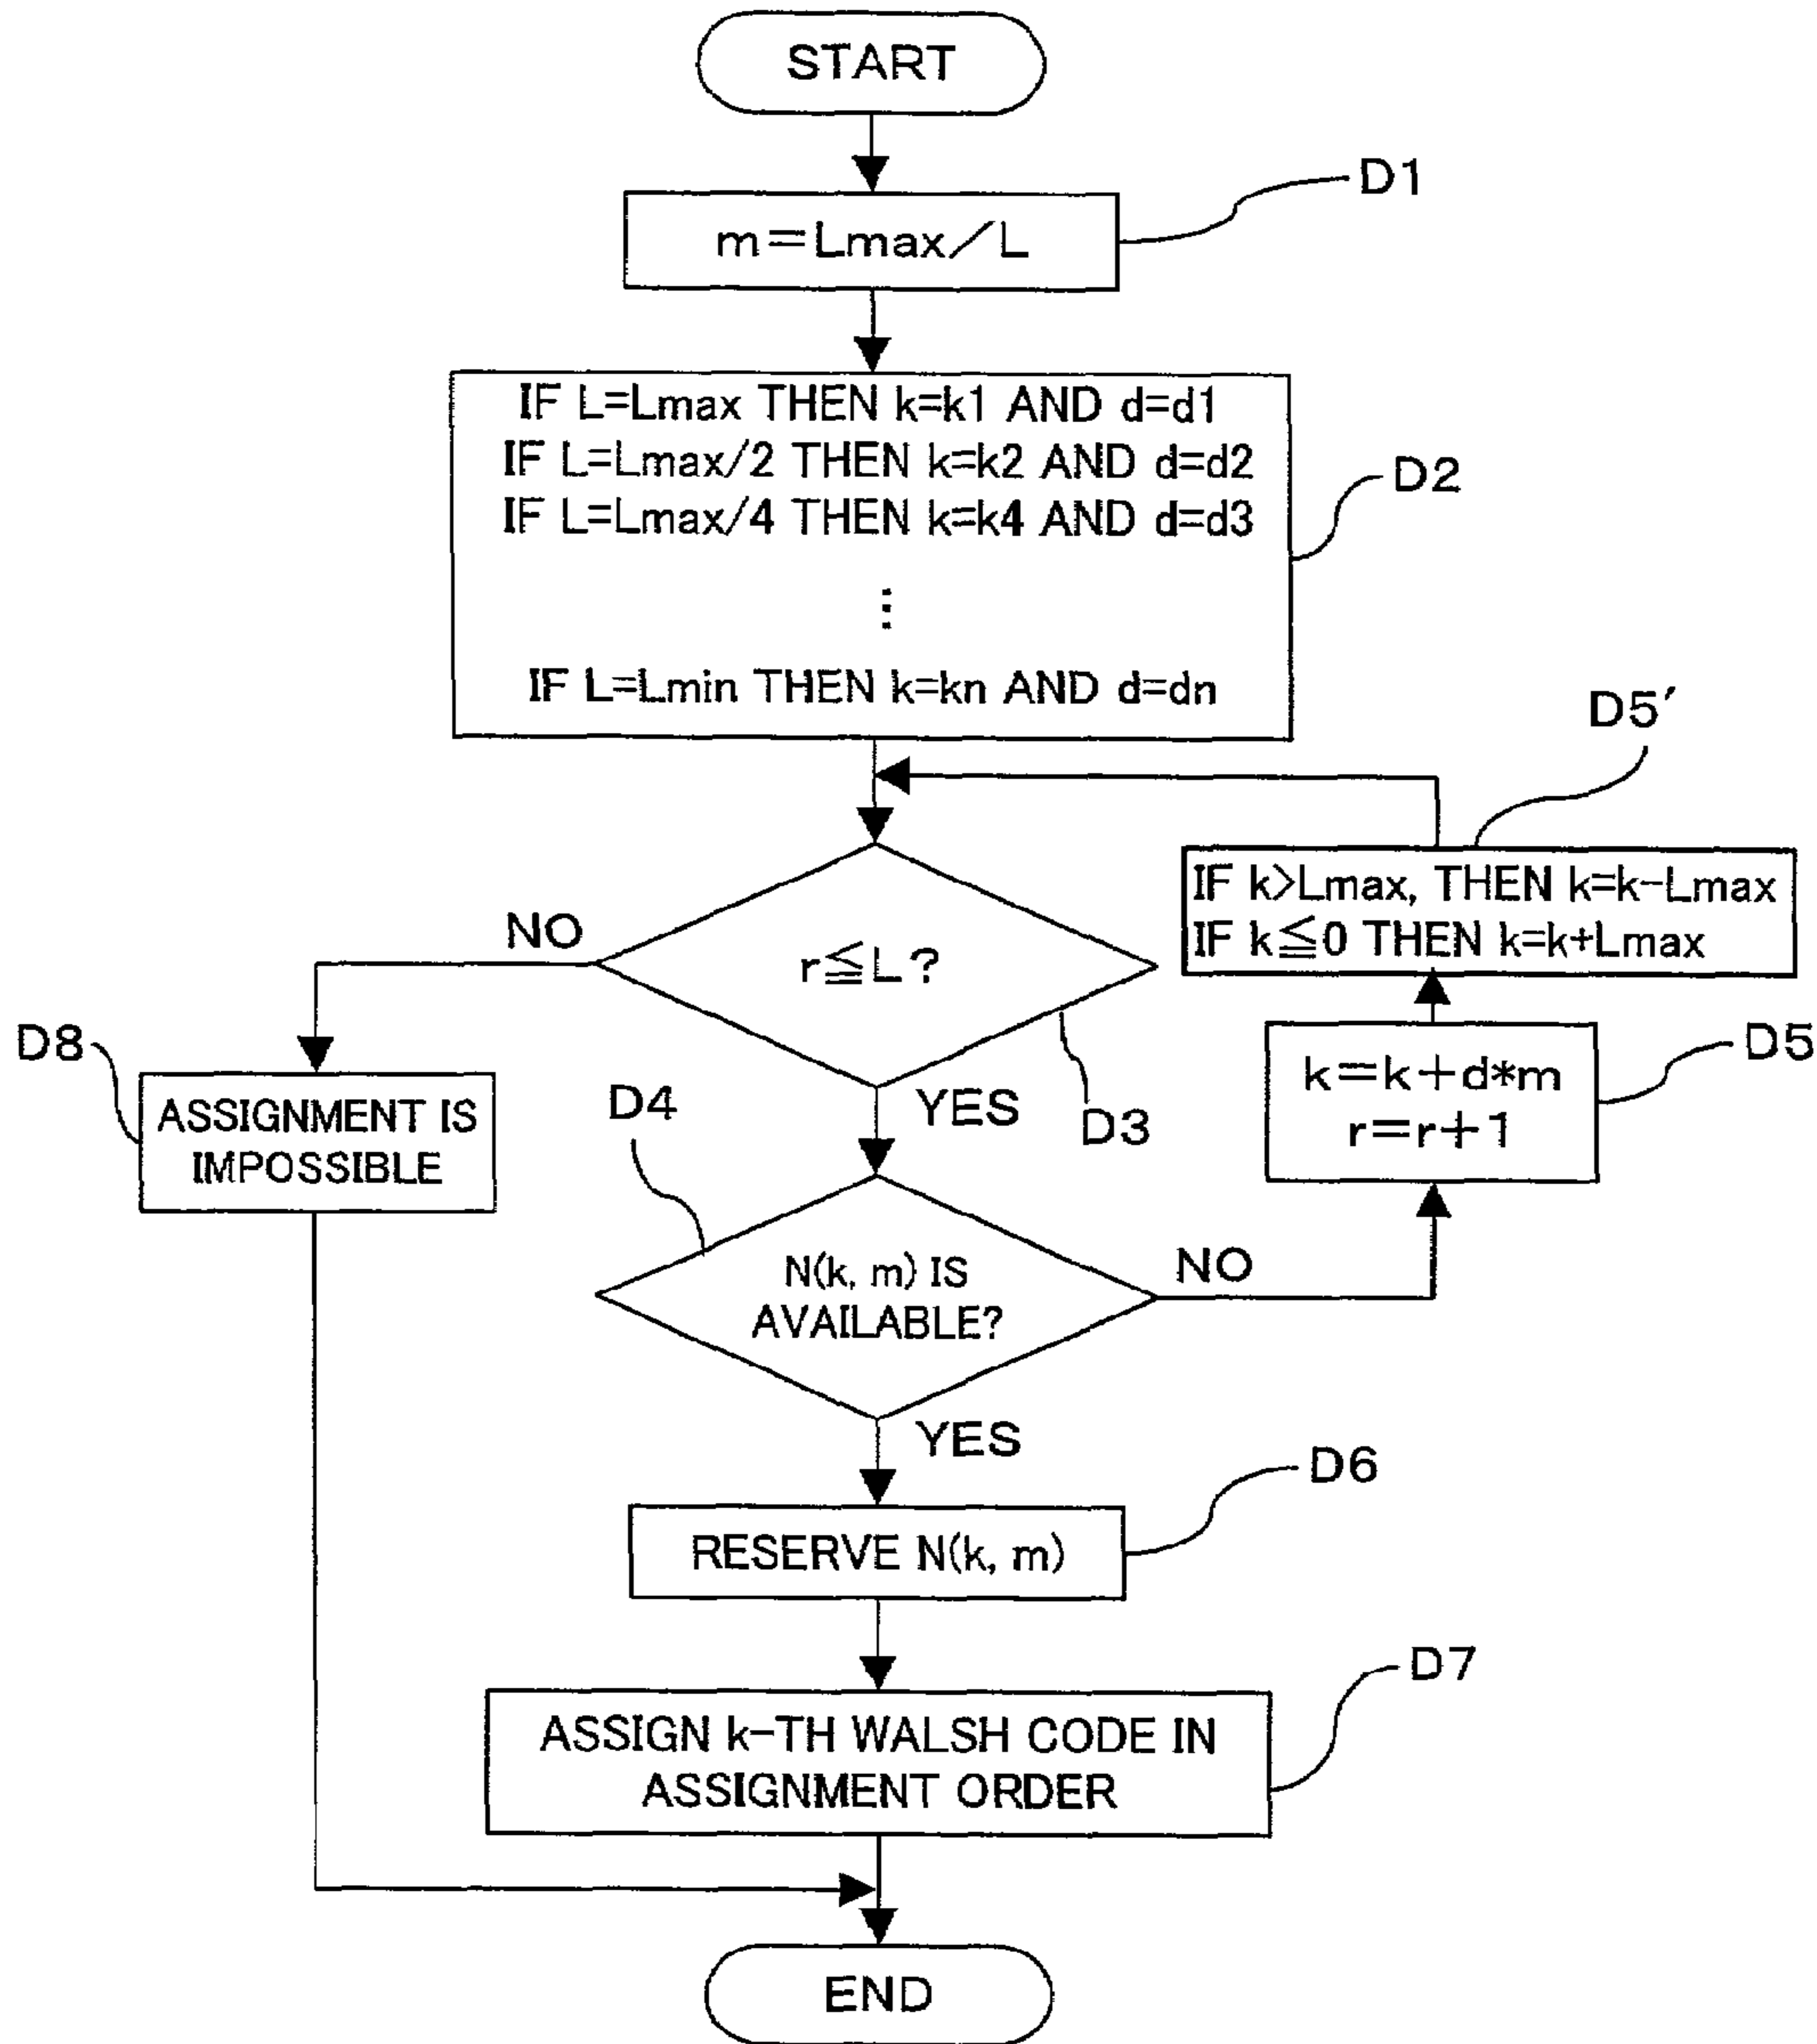 START
D1
m=Lmax/L
IF L=Lmax THEN k=k1 AND d=d1
IF L=Lmax/2 THEN k=k2 AND d=d2
IF L=Lmax/4 THEN k=k4 AND d=d3
⋮
IF L=Lmin THEN k=kn AND d=dn
D2
D5′
IF k>Lmax, THEN k=k-Lmax
IF k≦0 THEN k=k+Lmax
NO
r≦L?
D8
D5
k=k+d*m
r=r+1
ASSIGNMENT IS
IMPOSSIBLE
D4
YES
D3
N(k, m) IS
AVAILABLE?
NO
YES
D6
RESERVE N(k, m)
D7
ASSIGN k-TH WALSH CODE IN
ASSIGNMENT ORDER
END